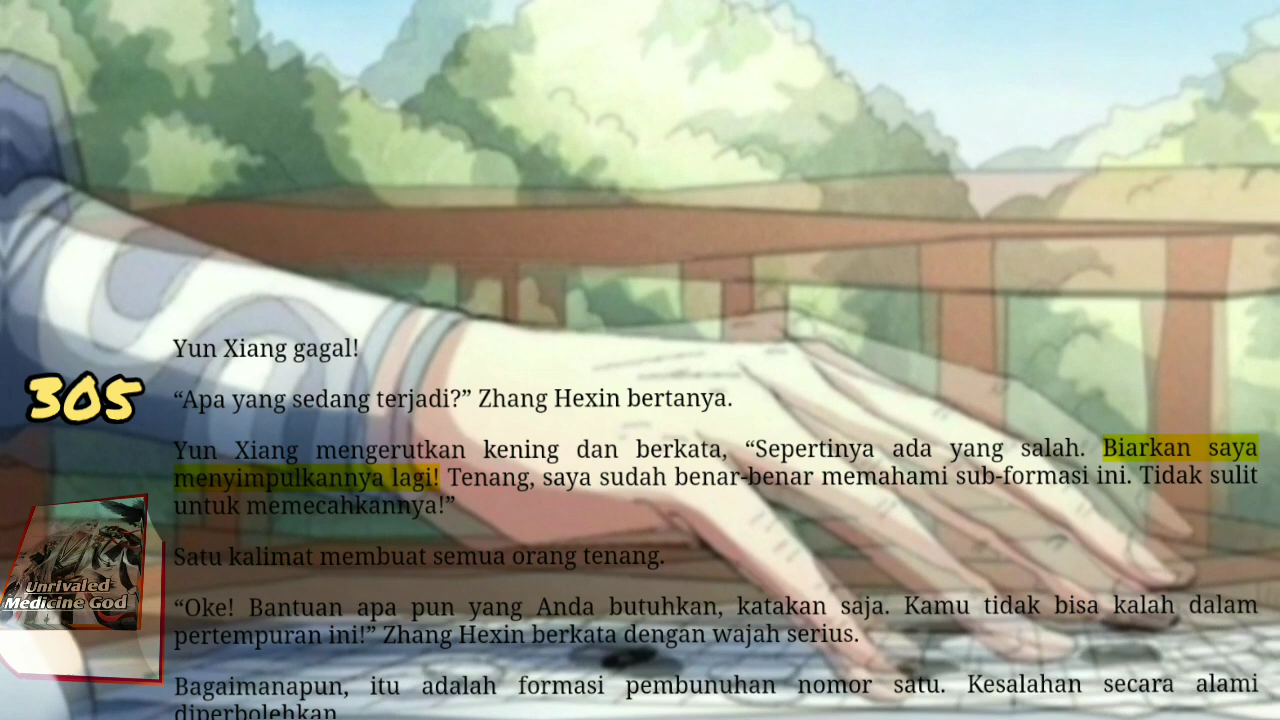 Yun Xiang gagal!
305
“Apa yang sedang terjadi?” Zhang Hexin bertanya.
Yun Xiang mengerutkan kening dan berkata, “Sepertinya ada yang salah. Biarkan saya
menyimpulkannya lagi! Tenang, saya sudah benar-benar memahami sub-formasi ini. Tidak sulit
untuk memecahkannya!”
Satu kalimat membuat semua orang tenang.
Unrivaled
Medicine God
“Oke! Bantuan apa pun yang Anda butuhkan, katakan saja. Kamu tidak bisa kalah dalam
pertempuran ini!” Zhang Hexin berkata dengan wajah serius.
Bagaimanapun, itu adalah formasi pembunuhan nomor satu. Kesalahan secara alami
diperbolehkan